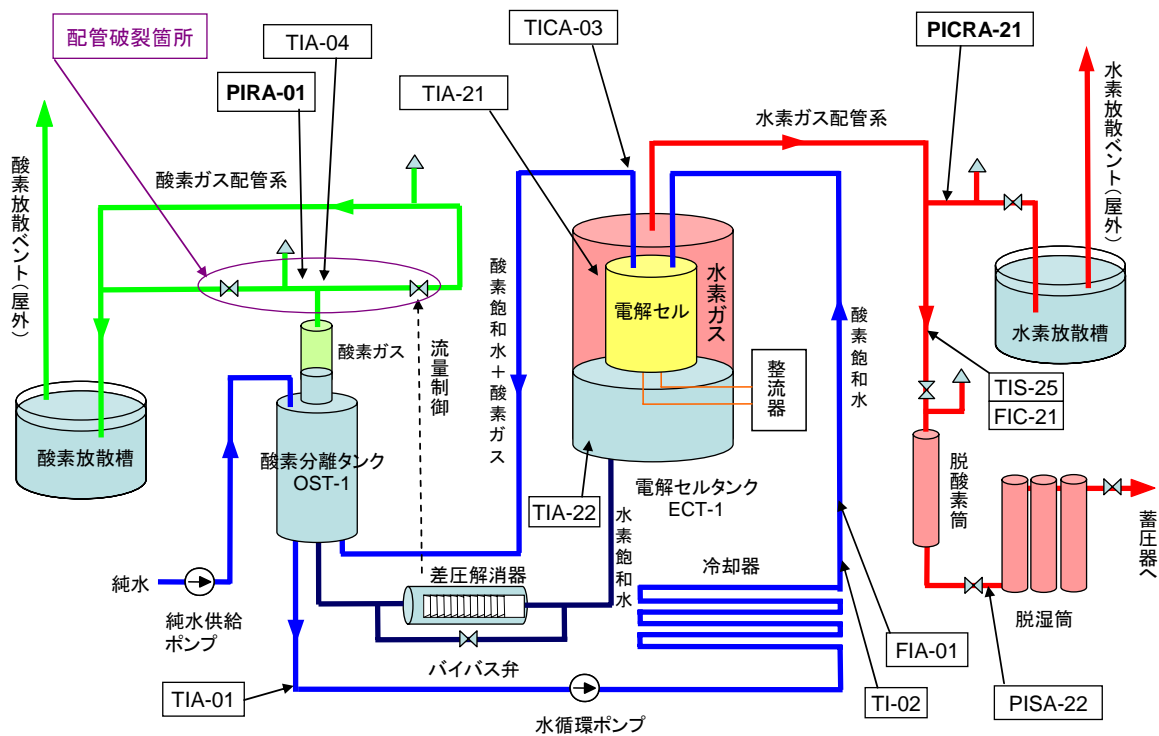 配管破裂箇所
TIA-04
PIRA-01
TICA-03
TIA-21
PICRA-21
水素ガス配管系
酸素ガス配管系
酸素放散ベント(屋外)
水素放散ベント(屋外)
酸素ガス
流量制御
酸素飽和水+酸素ガス
電解セル
水素ガス
整流器
酸素飽和水
水素放散槽
TIS-25
FIC-21
酸素放散槽
酸素分離タンク
OST-1
TIA-22
電解セルタンク
ECT-1
水素飽和水
脱酸素筒
蓄圧器へ
純水
純水供給
ポンプ
差圧解消器
バイパス弁
冷却器
脱湿筒
FIA-01
TI-02
TIA-01
水循環ポンプ
PISA-22